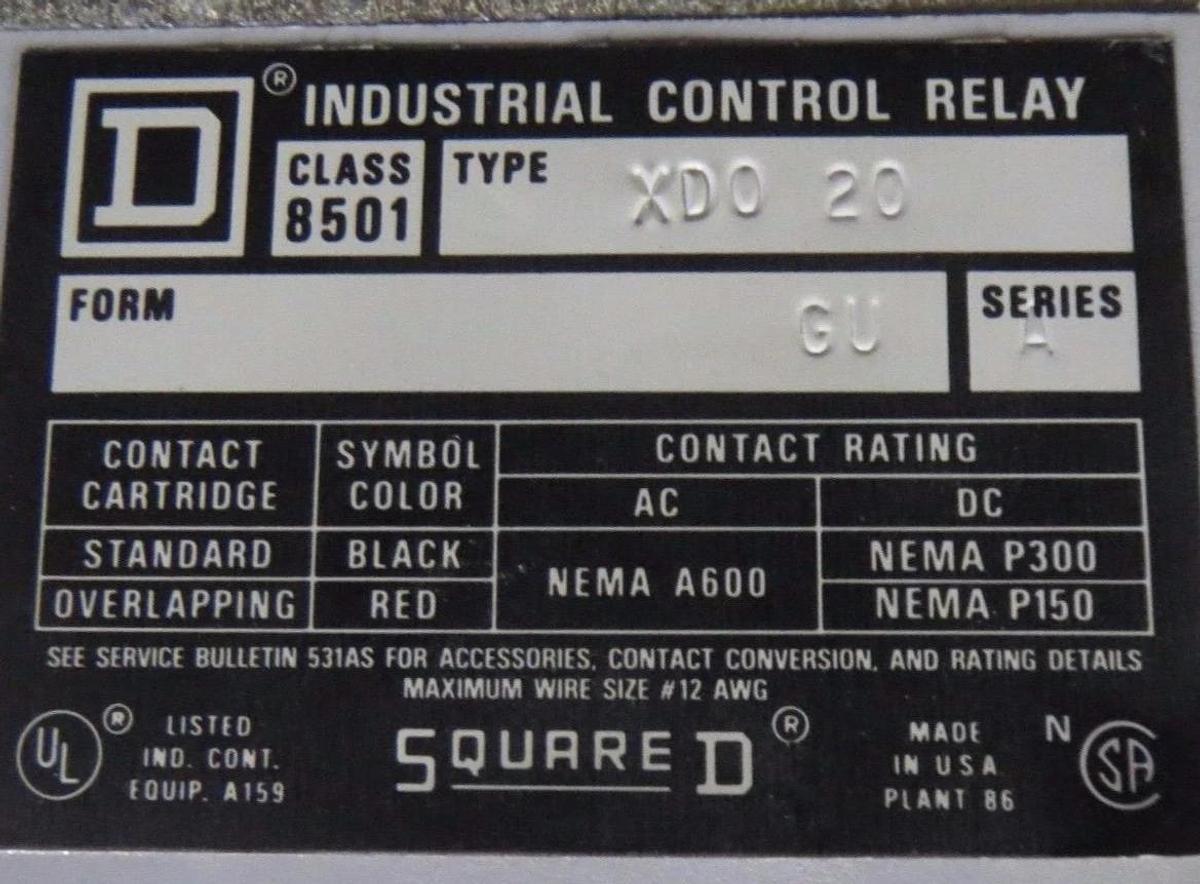 D ® INDUSTRIAL CONTROL RELAY
CLASS 8501
TYPE XDO 20
FORM GU
SERIES A
CONTACT CARTRIDGE SYMBOL COLOR CONTACT RATING
AC DC
STANDARD BLACK NEMA A600 NEMA P300
OVERLAPPING RED NEMA P150
SEE SERVICE BULLETIN 531AS FOR ACCESSORIES, CONTACT CONVERSION, AND RATING DETAILS
MAXIMUM WIRE SIZE #12 AWG
UL ® LISTED
IND. CONT.
EQUIP. A159
SQUARE D ®
MADE
IN USA
PLANT 86
N SA